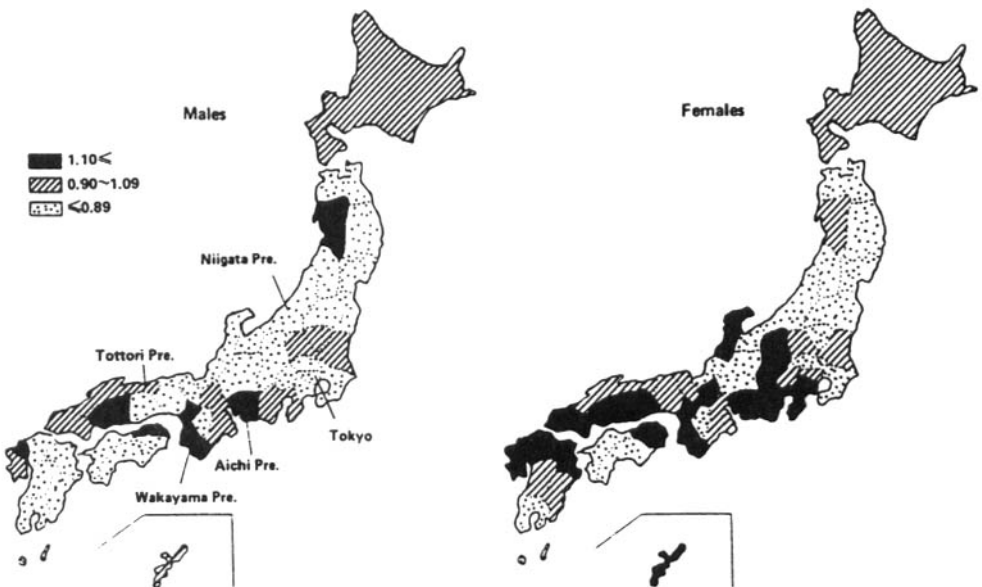 Males
Females
1.10≤
0.90~1.09
≤0.89
Niigata Pre.
Tottori Pre.
Tokyo
Aichi Pre.
Wakayama Pre.